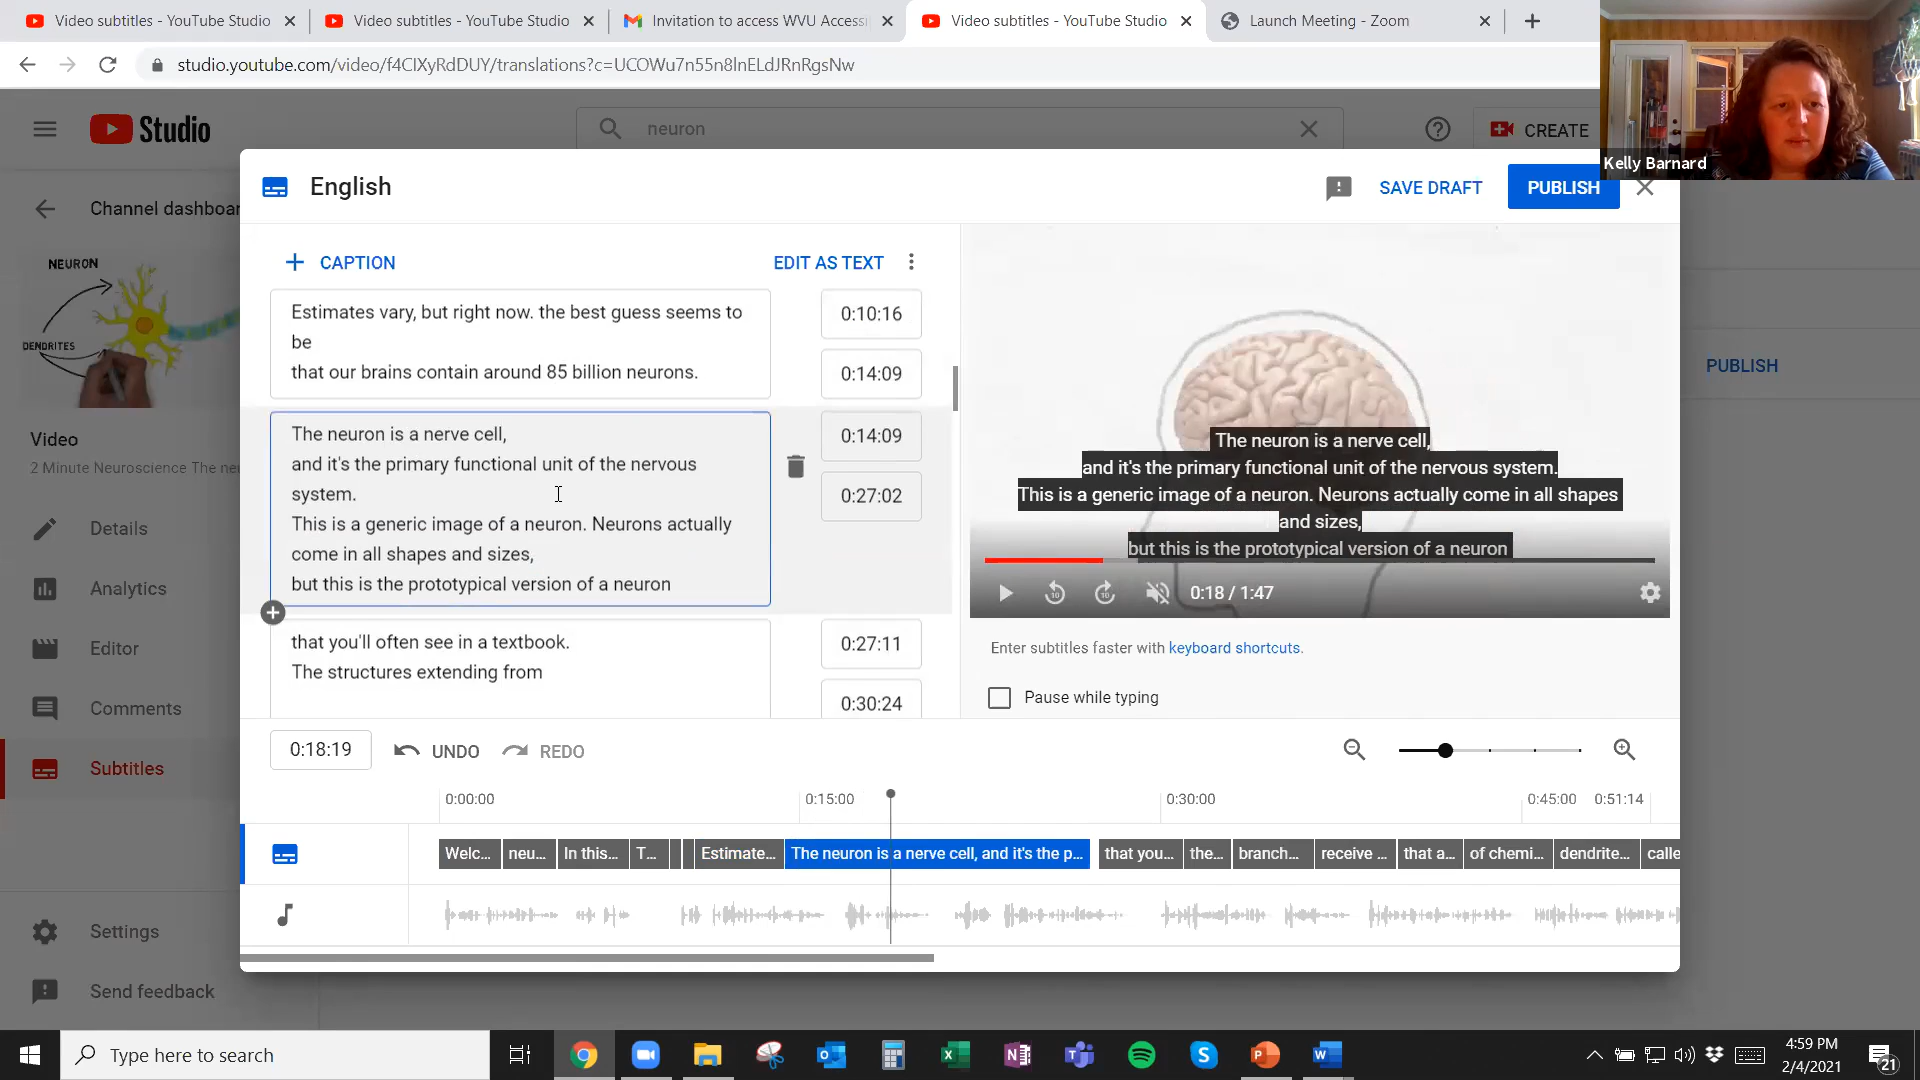 Video subtitles - YouTube Studio
Video subtitles - YouTube Studio
Invitation to access WVU Accessi
Video subtitles - YouTube Studio
Launch Meeting - Zoom
studio.youtube.com/video/f4ClXyRdDUY/translations?c=UCOWu7n55n8lnELdJRnRgsNw
Kelly Barnard
Studio
neuron
CREATE
Channel dashboar
NEURON
DENDRITES
Video
2 Minute Neuroscience The ne
Details
Analytics
Editor
Comments
Subtitles
Settings
Send feedback
PUBLISH
English
SAVE DRAFT
PUBLISH
CAPTION
EDIT AS TEXT
Estimates vary, but right now. the best guess seems to
be
that our brains contain around 85 billion neurons.
0:10:16
0:14:09
The neuron is a nerve cell,
and it's the primary functional unit of the nervous
system.
This is a generic image of a neuron. Neurons actually
come in all shapes and sizes,
but this is the prototypical version of a neuron
0:14:09
0:27:02
that you'll often see in a textbook.
The structures extending from
0:27:11
0:30:24
The neuron is a nerve cell,
and it's the primary functional unit of the nervous system.
This is a generic image of a neuron. Neurons actually come in all shapes
and sizes,
but this is the prototypical version of a neuron
10
10
0:18 / 1:47
Enter subtitles faster with keyboard shortcuts.
Pause while typing
0:18:19
UNDO
REDO
0:00:00
0:15:00
0:30:00
0:45:00
0:51:14
Welc...
neu...
In this...
T...
Estimate...
The neuron is a nerve cell, and it's the p...
that you...
the...
branch...
receive ...
that a...
of chemi...
dendrite...
calle
Type here to search
4:59 PM
2/4/2021
21